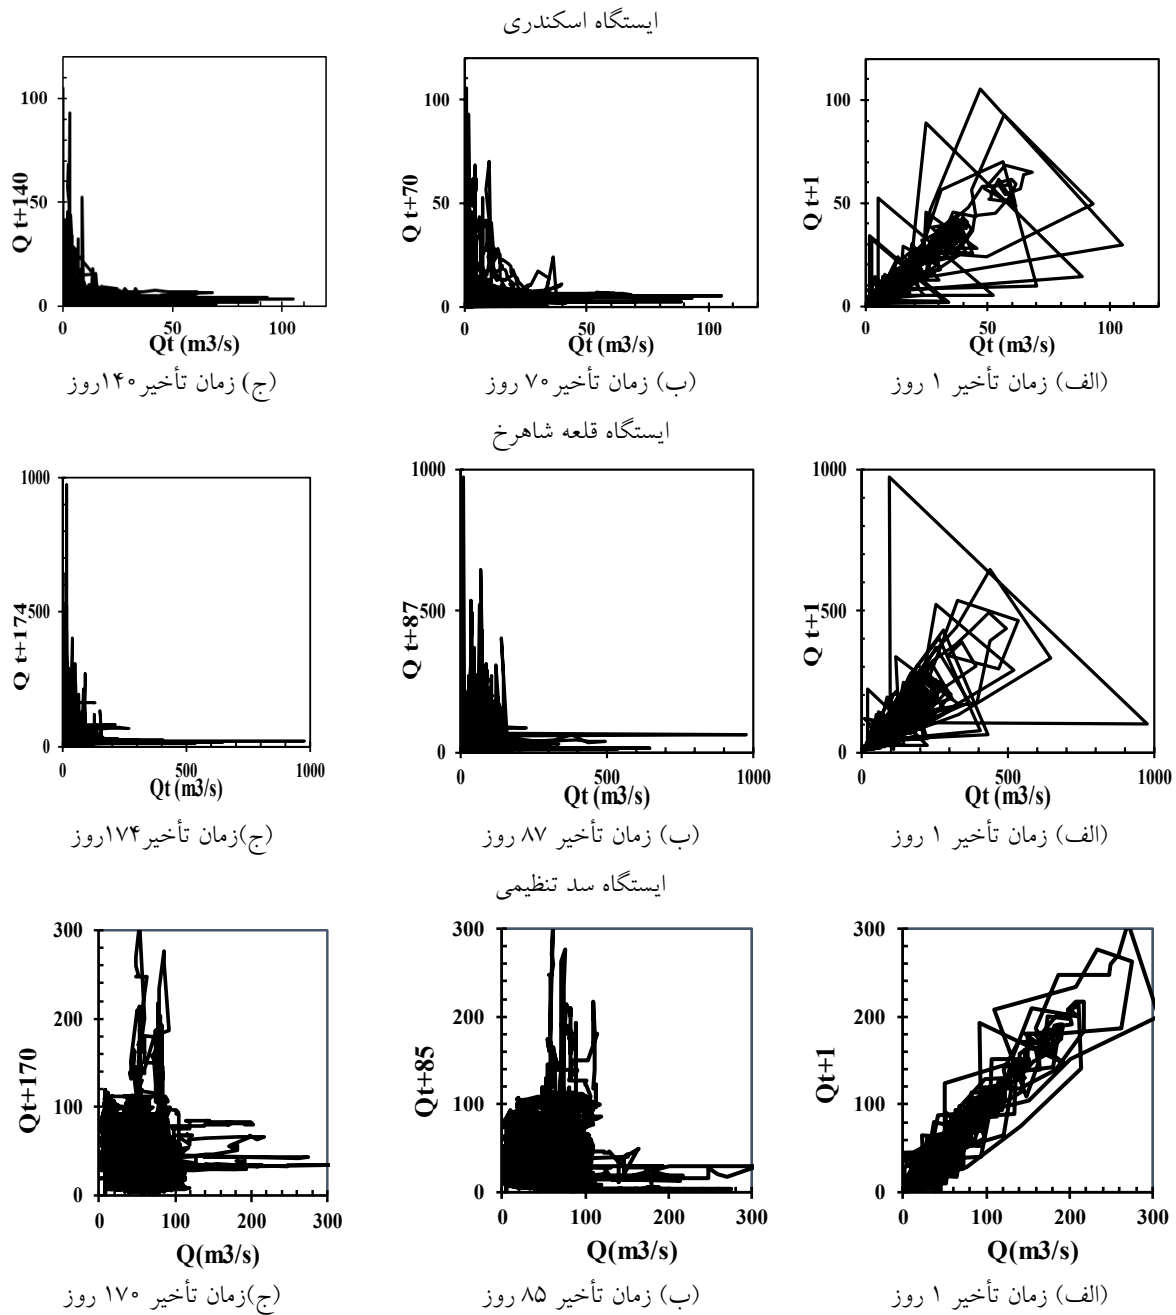 ایستگاه اسکندری
Q t+1
100
50
0
0 50 100
Qt (m3/s)
(الف) زمان تأخیر ۱ روز
Q t+70
100
50
0
0 50 100
Qt (m3/s)
(ب) زمان تأخیر ۷۰ روز
Q t+140
100
50
0
0 50 100
Qt (m3/s)
(ج) زمان تأخیر ۱۴۰روز
ایستگاه قلعه شاهرخ
Q t+1
1000
500
0
0 500 1000
Qt (m3/s)
(الف) زمان تأخیر ۱ روز
Q t+87
1000
500
0
0 500 1000
Qt (m3/s)
(ب) زمان تأخیر ۸۷ روز
Q t+174
1000
500
0
0 500 1000
Qt (m3/s)
(ج)زمان تأخیر ۱۷۴روز
ایستگاه سد تنظیمی
Qt+1
300
200
100
0
0 100 200 300
Q(m3/s)
(الف) زمان تأخیر ۱ روز
Qt+85
300
200
100
0
0 100 200 300
Q(m3/s)
(ب) زمان تأخیر ۸۵ روز
Qt+170
300
200
100
0
0 100 200 300
Q(m3/s)
(ج)زمان تأخیر ۱۷۰ روز